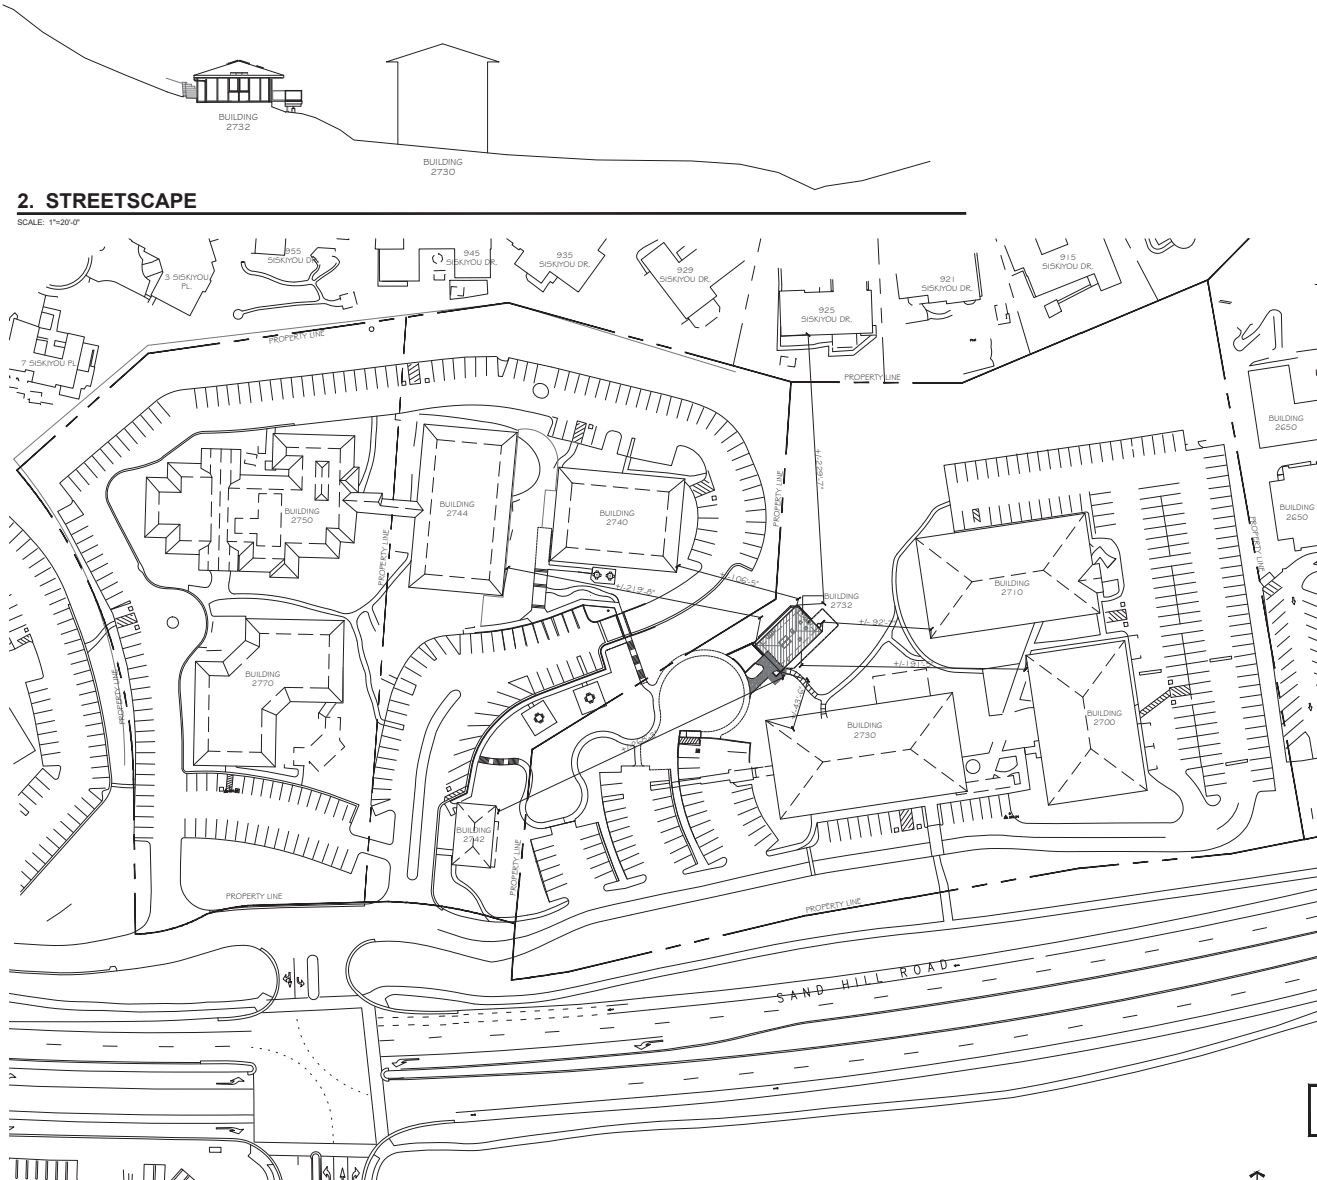 BUILDING
2732
BUILDING
2730
2. STREETSCAPE
SCALE: 1"=20'-0"
955
SISKIYOU DR.
945
SISKIYOU DR.
935
SISKIYOU DR.
915
SISKIYOU DR.
929
SISKIYOU DR.
3 SISKIYOU
PL.
921
SISKIYOU DR.
925
SISKIYOU DR.
PROPERTY LINE
7 SISKIYOU PL.
PROPERTY LINE
BUILDING
2650
+/-229'-7"
PROPERTY LINE
BUILDING
2750
BUILDING
2744
BUILDING
2740
BUILDING
2650
PROPERTY LINE
PROPERTY LINE
+/-106'-5"
+/-219'-8"
BUILDING
2710
BUILDING
2732
BUILDING
2770
PROPERTY LINE
BUILDING
2730
BUILDING
2700
BUILDING
2742
PROPERTY LINE
PROPERTY LINE
PROPERTY LINE
SAND HILL ROAD